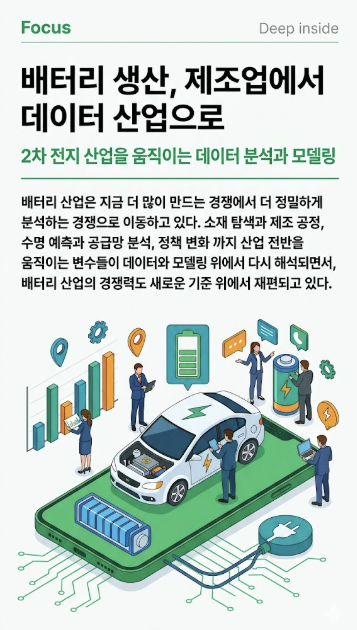 Focus
Deep inside
배터리 생산, 제조업에서
데이터 산업으로
2차 전지 산업을 움직이는 데이터 분석과 모델링
배터리 산업은 지금 더 많이 만드는 경쟁에서 더 정밀하게
분석하는 경쟁으로 이동하고 있다. 소재 탐색과 제조 공정,
수명 예측과 공급망 분석, 정책 변화 까지 산업 전반을
움직이는 변수들이 데이터와 모델링 위에서 다시 해석되면서,
배터리 산업의 경쟁력도 새로운 기준 위에서 재편되고 있다.